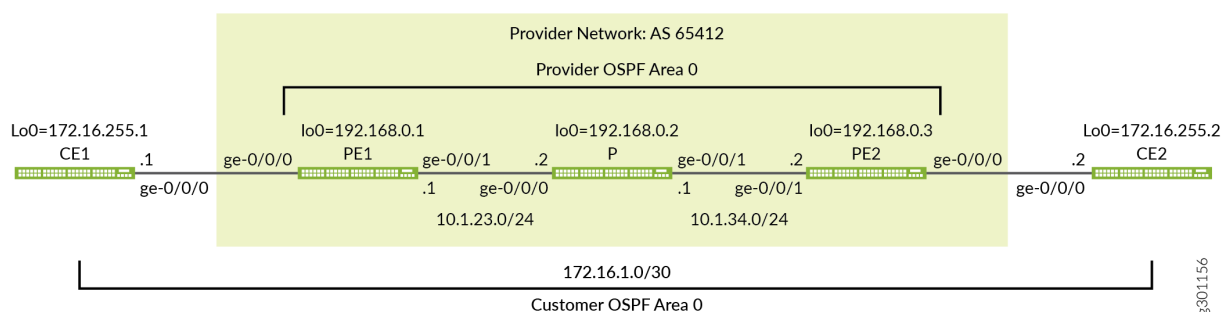 Provider Network: AS 65412
Provider OSPF Area 0
Lo0=172.16.255.1
CE1
lo0=192.168.0.1
PE1
lo0=192.168.0.2
P
lo0=192.168.0.3
PE2
Lo0=172.16.255.2
CE2
.1
ge-0/0/0
ge-0/0/0
ge-0/0/1
.1
.2
ge-0/0/0
ge-0/0/1
.1
.2
ge-0/0/1
ge-0/0/0
.2
ge-0/0/0
10.1.23.0/24
10.1.34.0/24
172.16.1.0/30
Customer OSPF Area 0
g301156